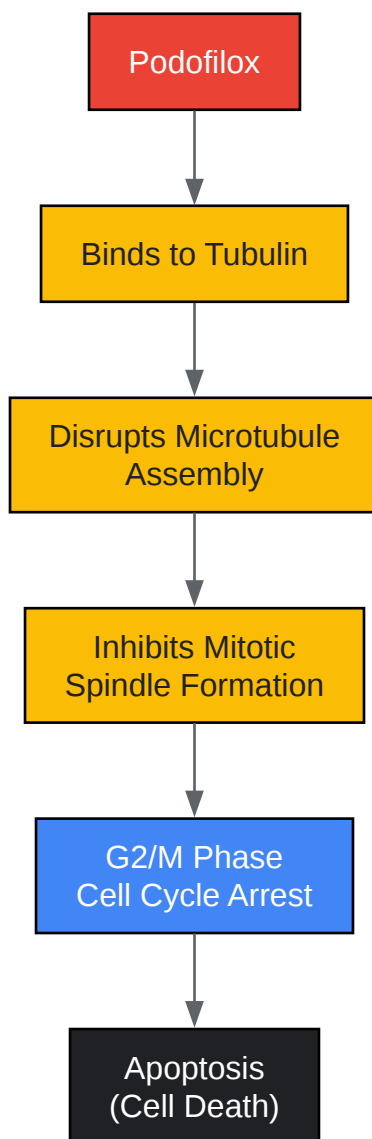 Podofilox
Binds to Tubulin
Disrupts Microtubule
Assembly
Inhibits Mitotic
Spindle Formation
G2/M Phase
Cell Cycle Arrest
Apoptosis
(Cell Death)